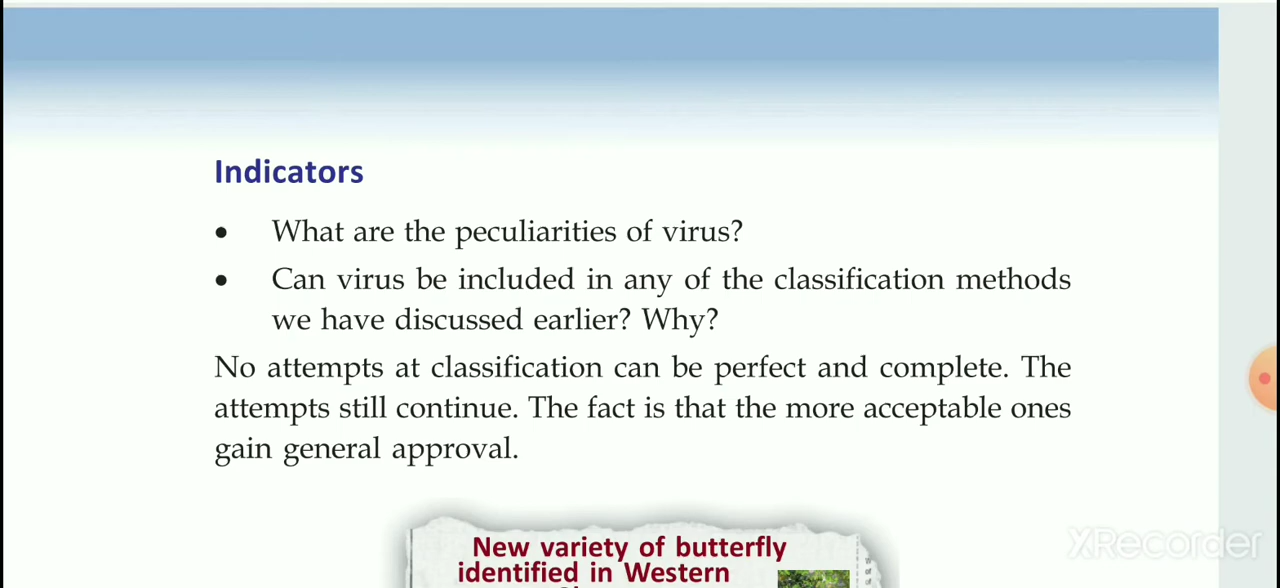 Indicators
• What are the peculiarities of virus?
• Can virus be included in any of the classification methods
we have discussed earlier? Why?
No attempts at classification can be perfect and complete. The
attempts still continue. The fact is that the more acceptable ones
gain general approval.
New variety of butterfly
identified in Western
XRecorder